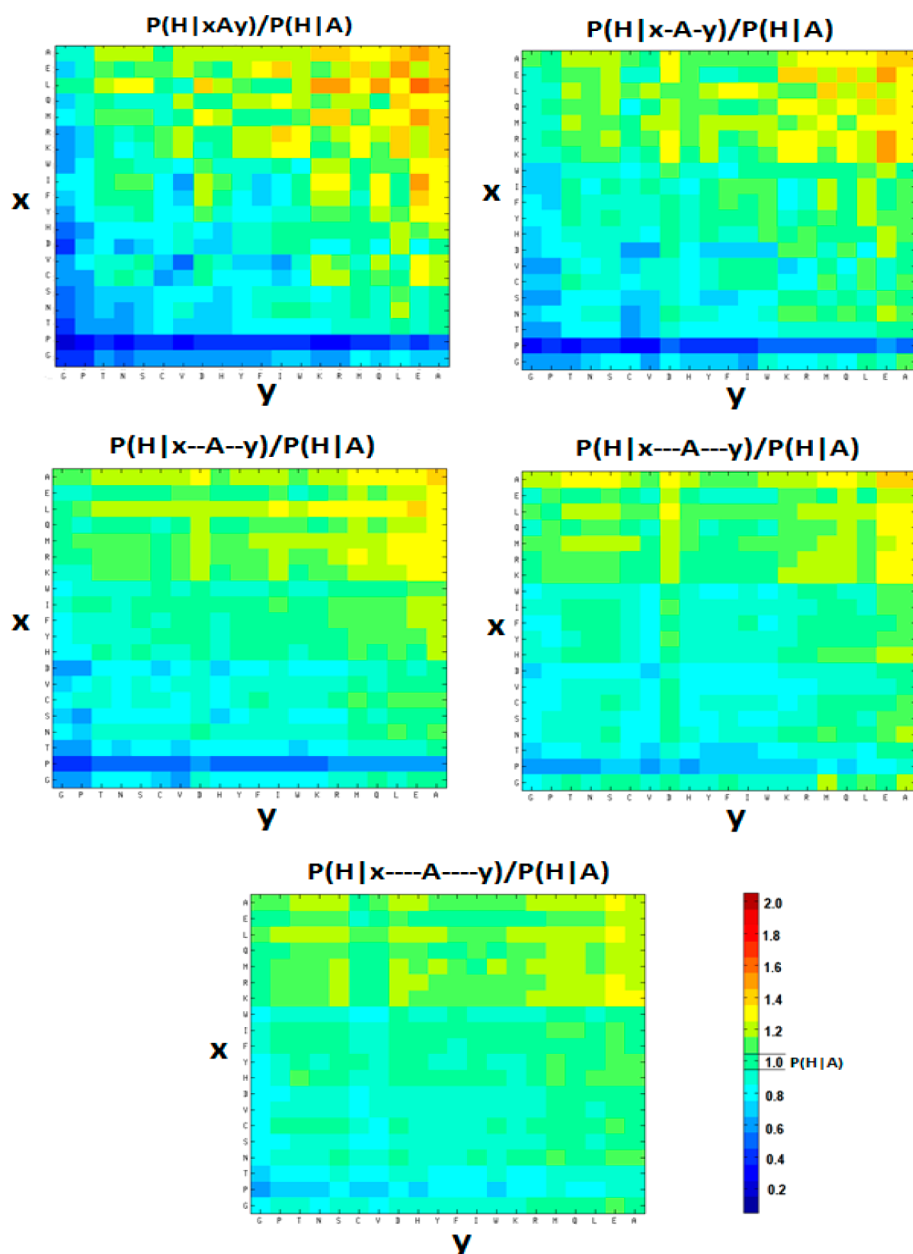 P(H|xAy)/P(H|A)
A
E
L
Q
M
R
K
W
I
F
Y
H
D
V
C
S
N
T
P
G
x
G P T N S C V D H Y F I W K R M Q L E A
y
P(H|x-A-y)/P(H|A)
A
E
L
Q
M
R
K
W
I
F
Y
H
D
V
C
S
N
T
P
G
x
G P T N S C V D H Y F I W K R M Q L E A
y
P(H|x--A--y)/P(H|A)
A
E
L
Q
M
R
K
W
I
F
Y
H
D
V
C
S
N
T
P
G
x
G P T N S C V D H Y F I W K R M Q L E A
y
P(H|x---A---y)/P(H|A)
A
E
L
Q
M
R
K
W
I
F
Y
H
D
V
C
S
N
T
P
G
x
G P T N S C V D H Y F I W K R M Q L E A
y
P(H|x----A----y)/P(H|A)
A
E
L
Q
M
R
K
W
I
F
Y
H
D
V
C
S
N
T
P
G
x
G P T N S C V D H Y F I W K R M Q L E A
y
2.0
1.8
1.6
1.4
1.2
1.0 P(H|A)
0.8
0.6
0.4
0.2